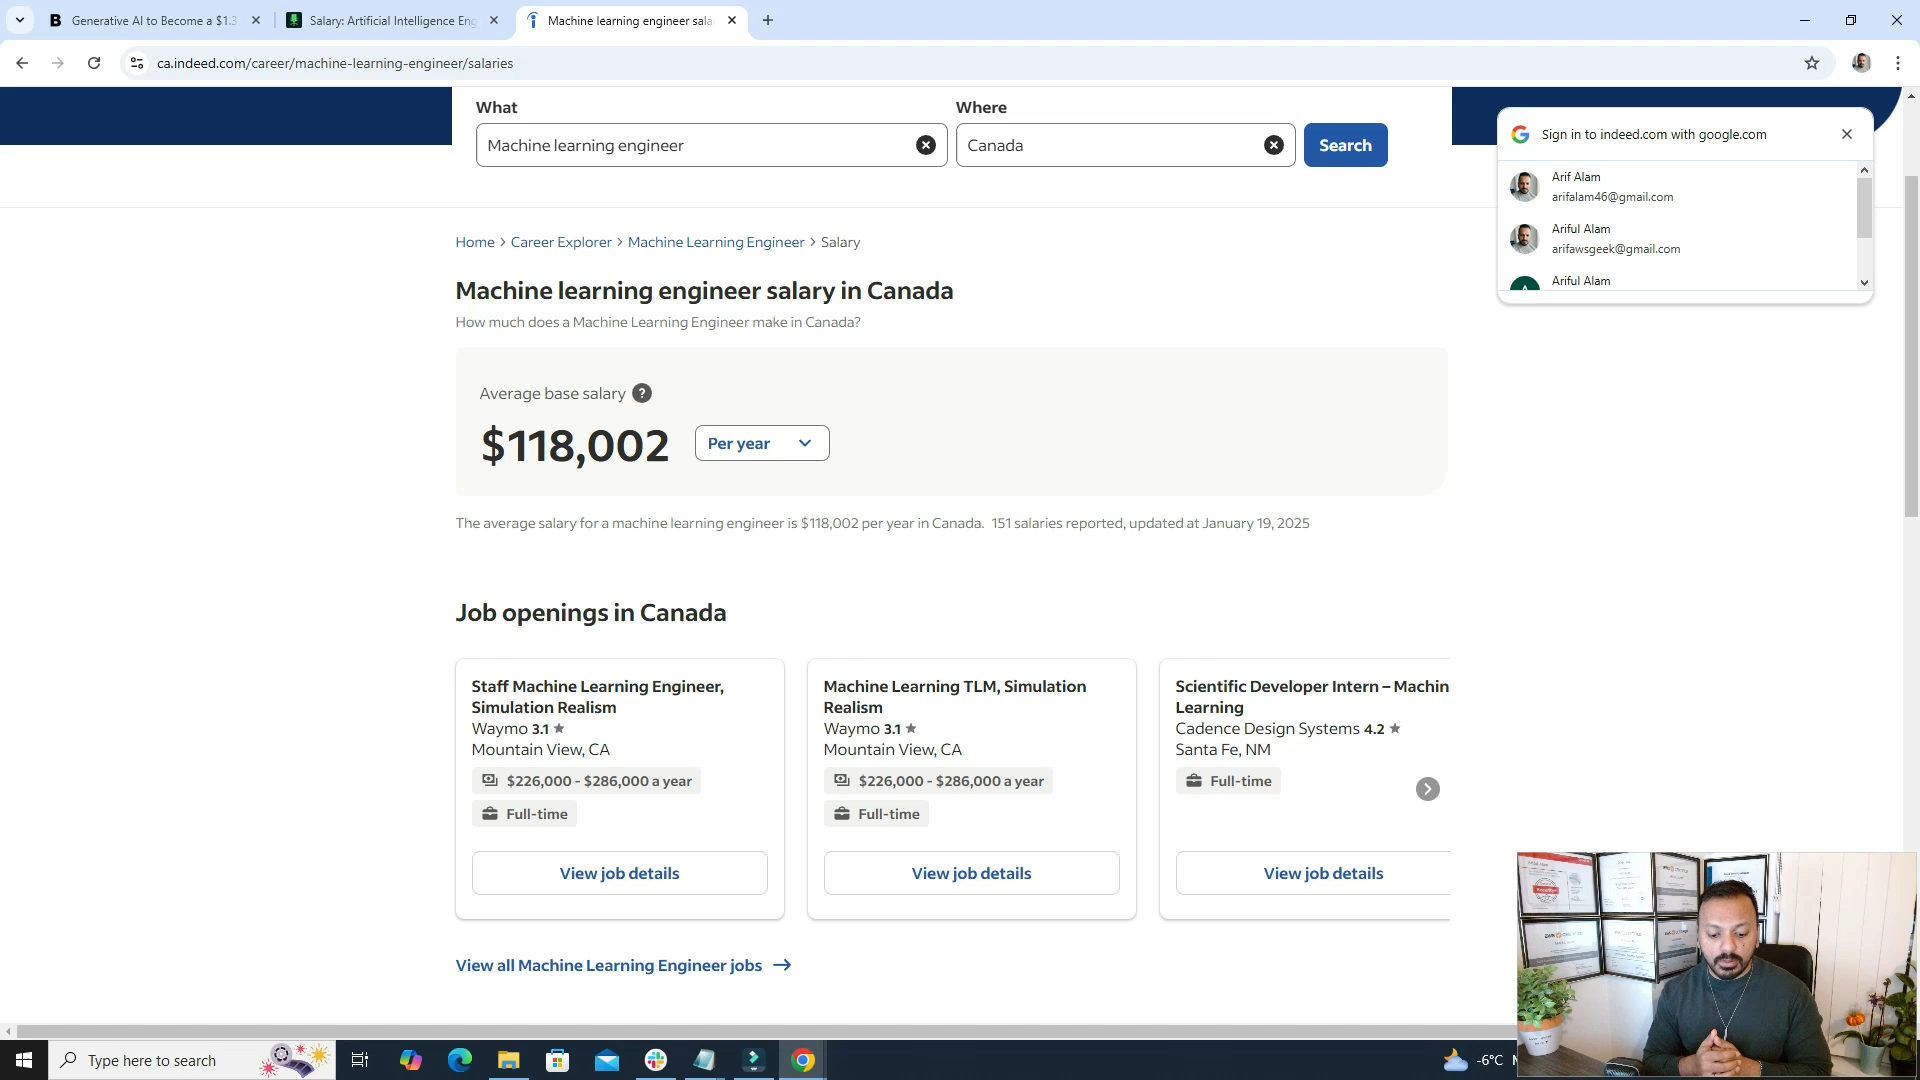 Generative AI to Become a $1.3
Salary: Artificial Intelligence Eng
Machine learning engineer sala
ca.indeed.com/career/machine-learning-engineer/salaries
What
Where
Machine learning engineer
Canada
Search
Sign in to indeed.com with google.com
Arif Alam
arifalam46@gmail.com
Ariful Alam
arifawsgeek@gmail.com
Ariful Alam
Home > Career Explorer > Machine Learning Engineer > Salary
Machine learning engineer salary in Canada
How much does a Machine Learning Engineer make in Canada?
Average base salary ?
$118,002
Per year
The average salary for a machine learning engineer is $118,002 per year in Canada. 151 salaries reported, updated at January 19, 2025
Job openings in Canada
Staff Machine Learning Engineer,
Simulation Realism
Waymo 3.1 ★
Mountain View, CA
$226,000 - $286,000 a year
Full-time
View job details
Machine Learning TLM, Simulation
Realism
Waymo 3.1 ★
Mountain View, CA
$226,000 - $286,000 a year
Full-time
View job details
Scientific Developer Intern – Machin
Learning
Cadence Design Systems 4.2 ★
Santa Fe, NM
Full-time
View job details
View all Machine Learning Engineer jobs →
Type here to search
-6°C